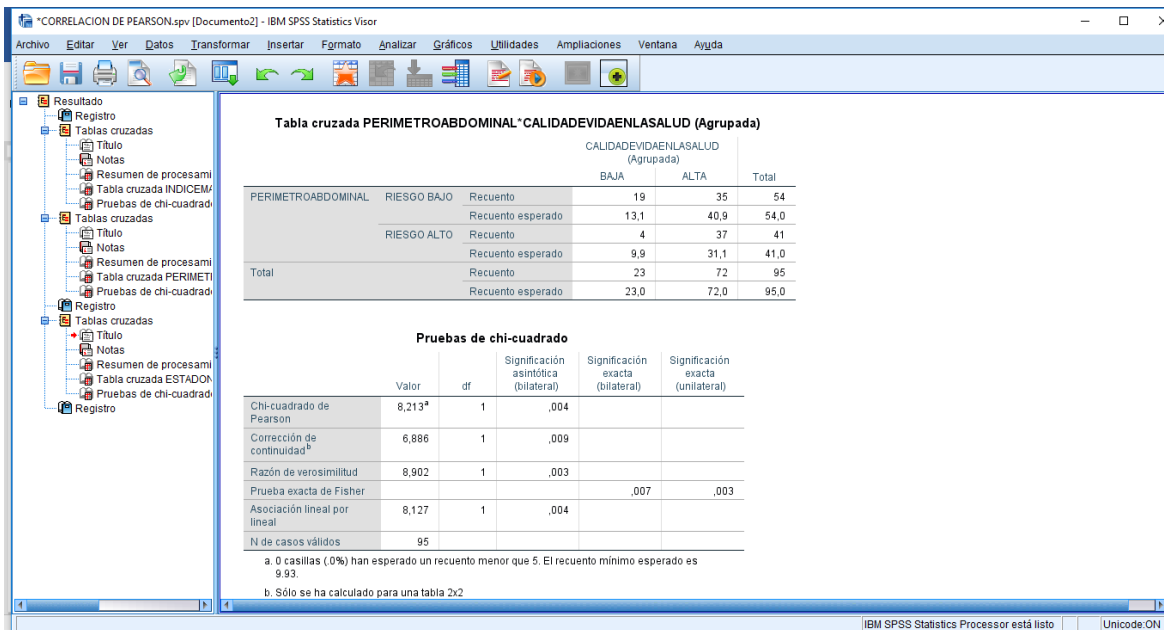 *CORRELACION DE PEARSON.spv [Documento2] - IBM SPSS Statistics Visor
Archivo Editar Ver Datos Transformar Insertar Formato Analizar Gráficos Utilidades Ampliaciones Ventana Ayuda
Resultado
Registro
Tablas cruzadas
Título
Notas
Resumen de procesami
Tabla cruzada INDICEMA
Pruebas de chi-cuadrado
Tablas cruzadas
Título
Notas
Resumen de procesami
Tabla cruzada PERIMETI
Pruebas de chi-cuadrado
Registro
Tablas cruzadas
Título
Notas
Resumen de procesami
Tabla cruzada ESTADON
Pruebas de chi-cuadrado
Registro
Tabla cruzada PERIMETROABDOMINAL*CALIDADEVIDAENLASALUD (Agrupada)
CALIDADEVIDAENLASALUD
(Agrupada)
BAJA ALTA Total
PERIMETROABDOMINAL RIESGO BAJO Recuento 19 35 54
Recuento esperado 13,1 40,9 54,0
RIESGO ALTO Recuento 4 37 41
Recuento esperado 9,9 31,1 41,0
Total Recuento 23 72 95
Recuento esperado 23,0 72,0 95,0
Pruebas de chi-cuadrado
Valor df Significación asintótica (bilateral) Significación exacta (bilateral) Significación exacta (unilateral)
Chi-cuadrado de Pearson 8,213a 1 ,004
Corrección de continuidadb 6,886 1 ,009
Razón de verosimilitud 8,902 1 ,003
Prueba exacta de Fisher ,007 ,003
Asociación lineal por lineal 8,127 1 ,004
N de casos válidos 95
a. 0 casillas (.0%) han esperado un recuento menor que 5. El recuento mínimo esperado es
9.93.
b. Sólo se ha calculado para una tabla 2x2
IBM SPSS Statistics Processor está listo Unicode:ON